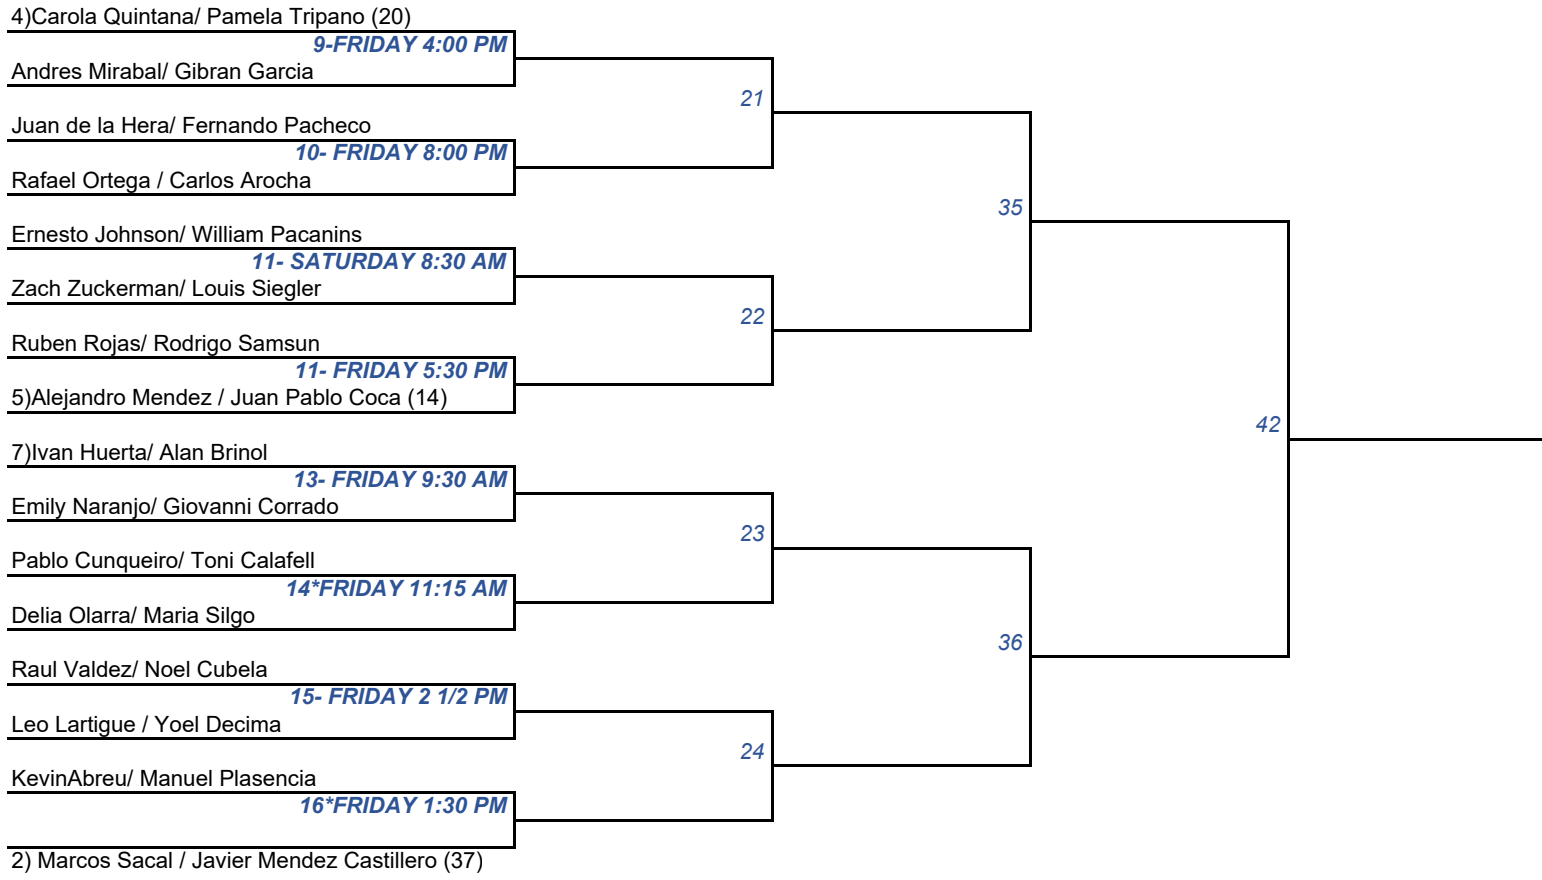 4)Carola Quintana/ Pamela Tripano (20)
9-FRIDAY 4:00 PM
Andres Mirabal/ Gibran Garcia
21
Juan de la Hera/ Fernando Pacheco
10- FRIDAY 8:00 PM
Rafael Ortega / Carlos Arocha
35
Ernesto Johnson/ William Pacanins
11- SATURDAY 8:30 AM
Zach Zuckerman/ Louis Siegler
22
Ruben Rojas/ Rodrigo Samsun
11- FRIDAY 5:30 PM
5)Alejandro Mendez / Juan Pablo Coca (14)
42
7)Ivan Huerta/ Alan Brinol
13- FRIDAY 9:30 AM
Emily Naranjo/ Giovanni Corrado
23
Pablo Cunqueiro/ Toni Calafell
14*FRIDAY 11:15 AM
Delia Olarra/ Maria Silgo
36
Raul Valdez/ Noel Cubela
15- FRIDAY 2 1/2 PM
Leo Lartigue / Yoel Decima
24
KevinAbreu/ Manuel Plasencia
16*FRIDAY 1:30 PM
2) Marcos Sacal / Javier Mendez Castillero (37)